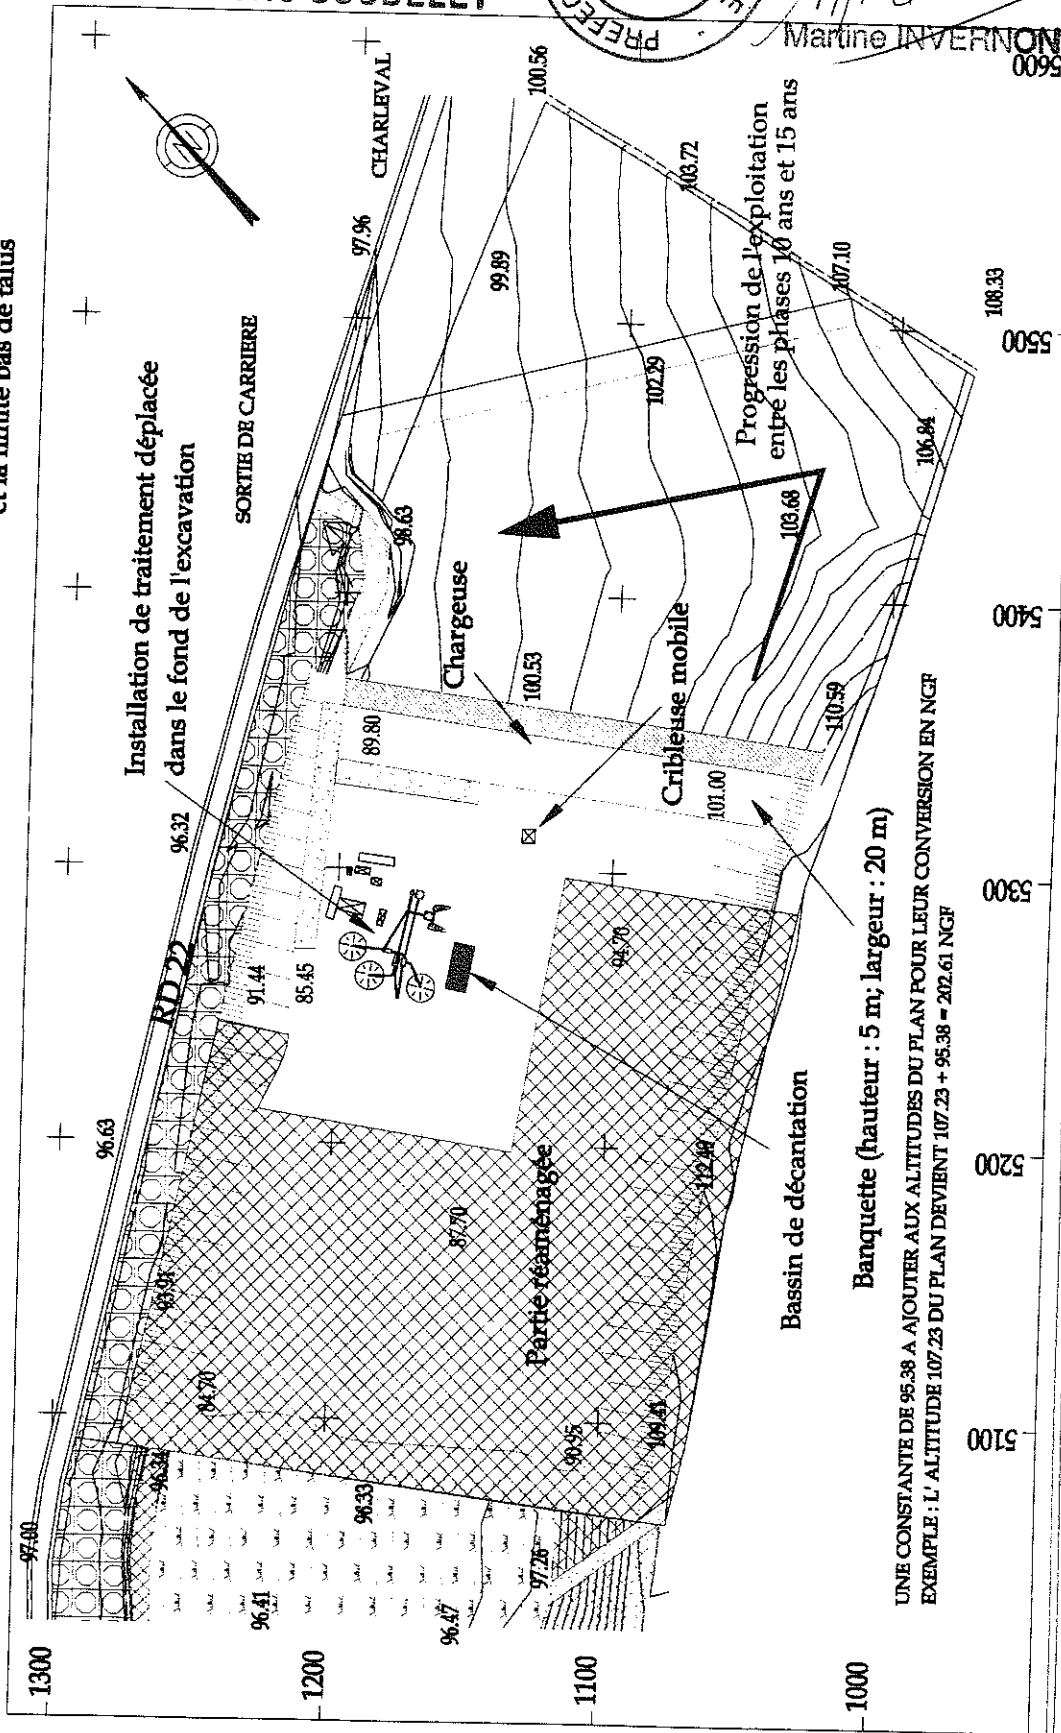 et la limite bas de talus
PREFEC
Martine INVERNON
Installation de traitement déplacée
dans le fond de l'excavation
SORTIE DE CARRIERE
CHARLEVAL
RD 22
97.00
96.63
96.32
97.96
100.56
99.89
103.72
Progression de l'exploitation
entre les phases 10 ans et 15 ans
107.10
108.33
102.29
106.84
103.68
98.63
Chargeuse
100.53
Cribleuse mobile
110.59
89.80
101.00
91.44
85.45
94.70
93.91
84.70
87.70
Partie réaménagée
112.49
90.95
109.41
96.34
98.33
96.41
96.47
97.26
Bassin de décantation
Banquette (hauteur : 5 m; largeur : 20 m)
UNE CONSTANTE DE 95.38 A AJOUTER AUX ALTITUDES DU PLAN POUR LEUR CONVERSION EN NGF
EXEMPLE : L' ALTITUDE 107.23 DU PLAN DEVIENT 107.23 + 95.38 = 202.61 NGF
1300
1200
1100
1000
5100
5200
5300
5400
5500
5600
N